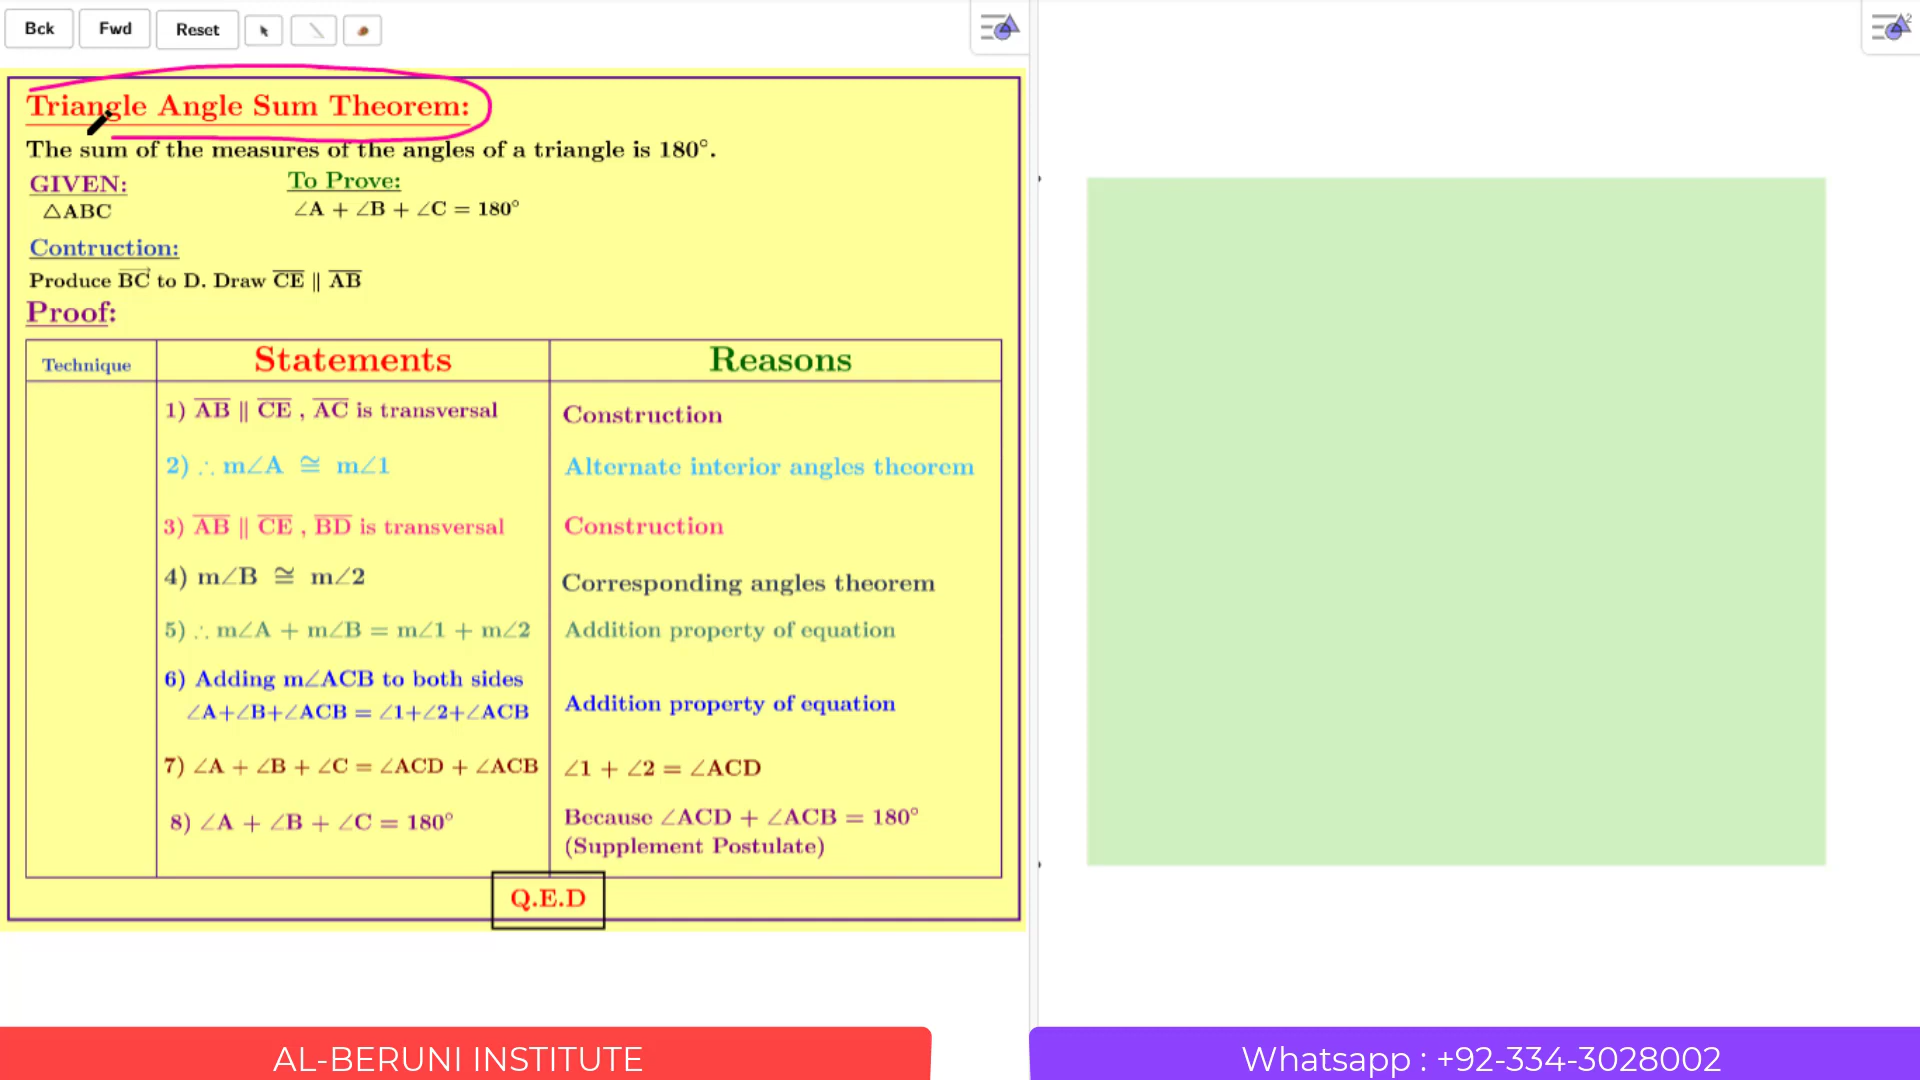 Bck Fwd Reset
Triangle Angle Sum Theorem:
The sum of the measures of the angles of a triangle is 180°.
GIVEN: To Prove:
△ABC ∠A + ∠B + ∠C = 180°
Contruction:
Produce BC to D. Draw CE ∥ AB
Proof:
Technique Statements Reasons
1) AB ∥ CE , AC is transversal Construction
2) ∴ m∠A ≅ m∠1 Alternate interior angles theorem
3) AB ∥ CE , BD is transversal Construction
4) m∠B ≅ m∠2 Corresponding angles theorem
5) ∴ m∠A + m∠B = m∠1 + m∠2 Addition property of equation
6) Adding m∠ACB to both sides
∠A+∠B+∠ACB = ∠1+∠2+∠ACB Addition property of equation
7) ∠A + ∠B + ∠C = ∠ACD + ∠ACB ∠1 + ∠2 = ∠ACD
8) ∠A + ∠B + ∠C = 180° Because ∠ACD + ∠ACB = 180°
(Supplement Postulate)
Q.E.D
2
AL-BERUNI INSTITUTE
Whatsapp : +92-334-3028002